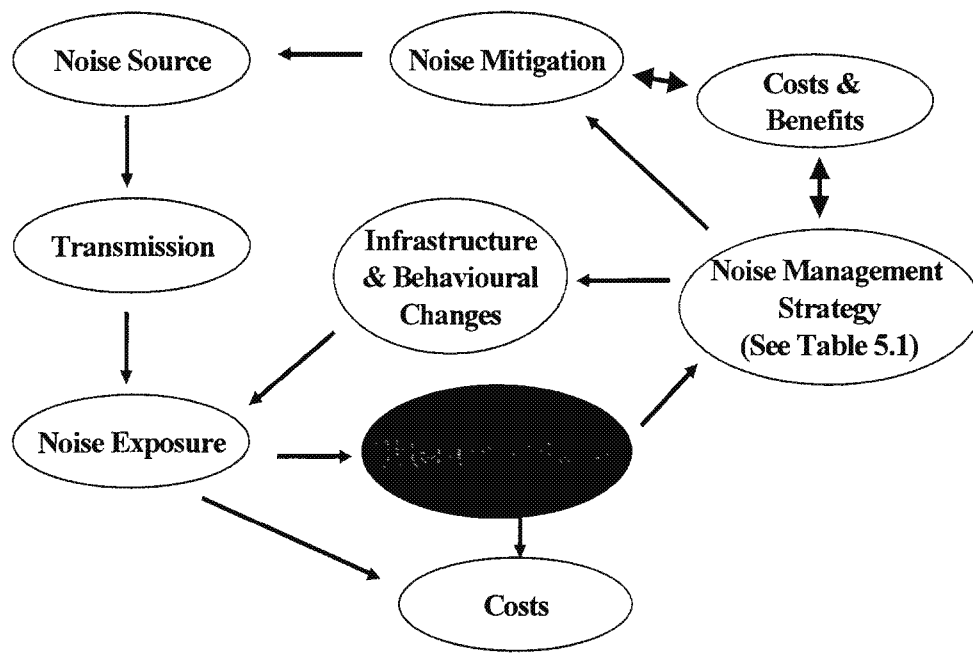 Noise Source
Noise Mitigation
Costs &
Benefits
Transmission
Infrastructure
& Behavioural
Changes
Noise Management
Strategy
(See Table 5.1)
Noise Exposure
Costs